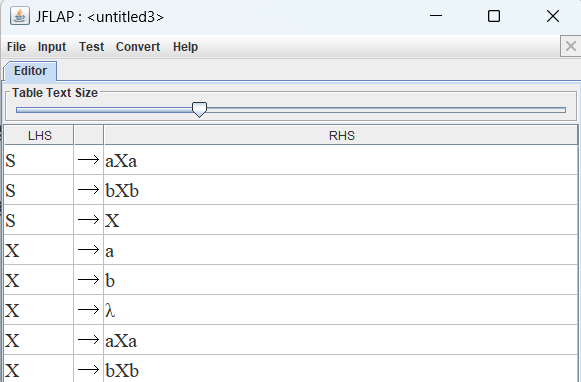 JFLAP : <untitled3>
File Input Test Convert Help
Editor
Table Text Size
LHS RHS
S → aXa
S → bXb
S → X
X → a
X → b
X → λ
X → aXa
X → bXb